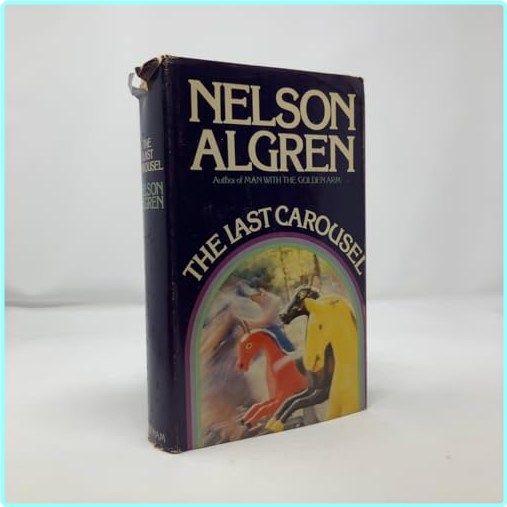 NELSON
ALGREN
Author of MAN WITH THE GOLDEN ARM
THE LAST CAROUSEL
THE
LAST
CAROUSEL
NELSON
ALGREN